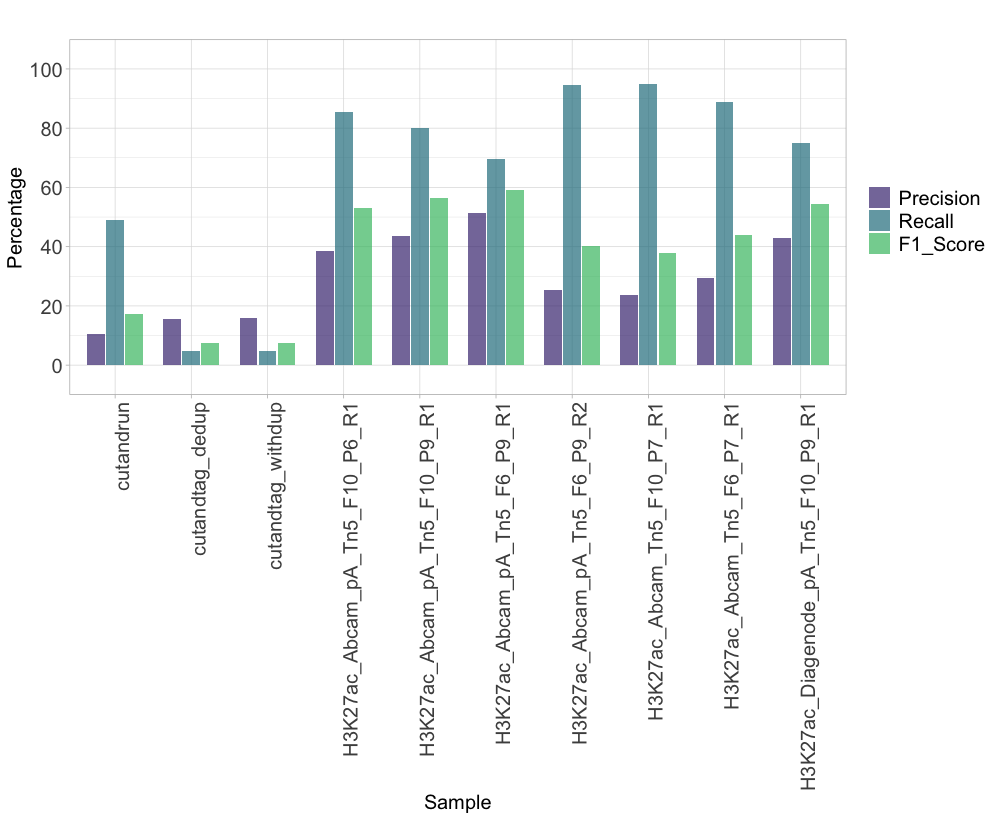 100
80
60
40
20
0
Percentage
Precision
Recall
F1_Score
cutandrun
cutandtag_dedup
cutandtag_withdup
H3K27ac_Abcam_pA_Tn5_F10_P6_R1
H3K27ac_Abcam_pA_Tn5_F10_P9_R1
H3K27ac_Abcam_pA_Tn5_F6_P9_R1
H3K27ac_Abcam_pA_Tn5_F6_P9_R2
H3K27ac_Abcam_Tn5_F10_P7_R1
H3K27ac_Abcam_Tn5_F6_P7_R1
H3K27ac_Diagenode_pA_Tn5_F10_P9_R1
Sample